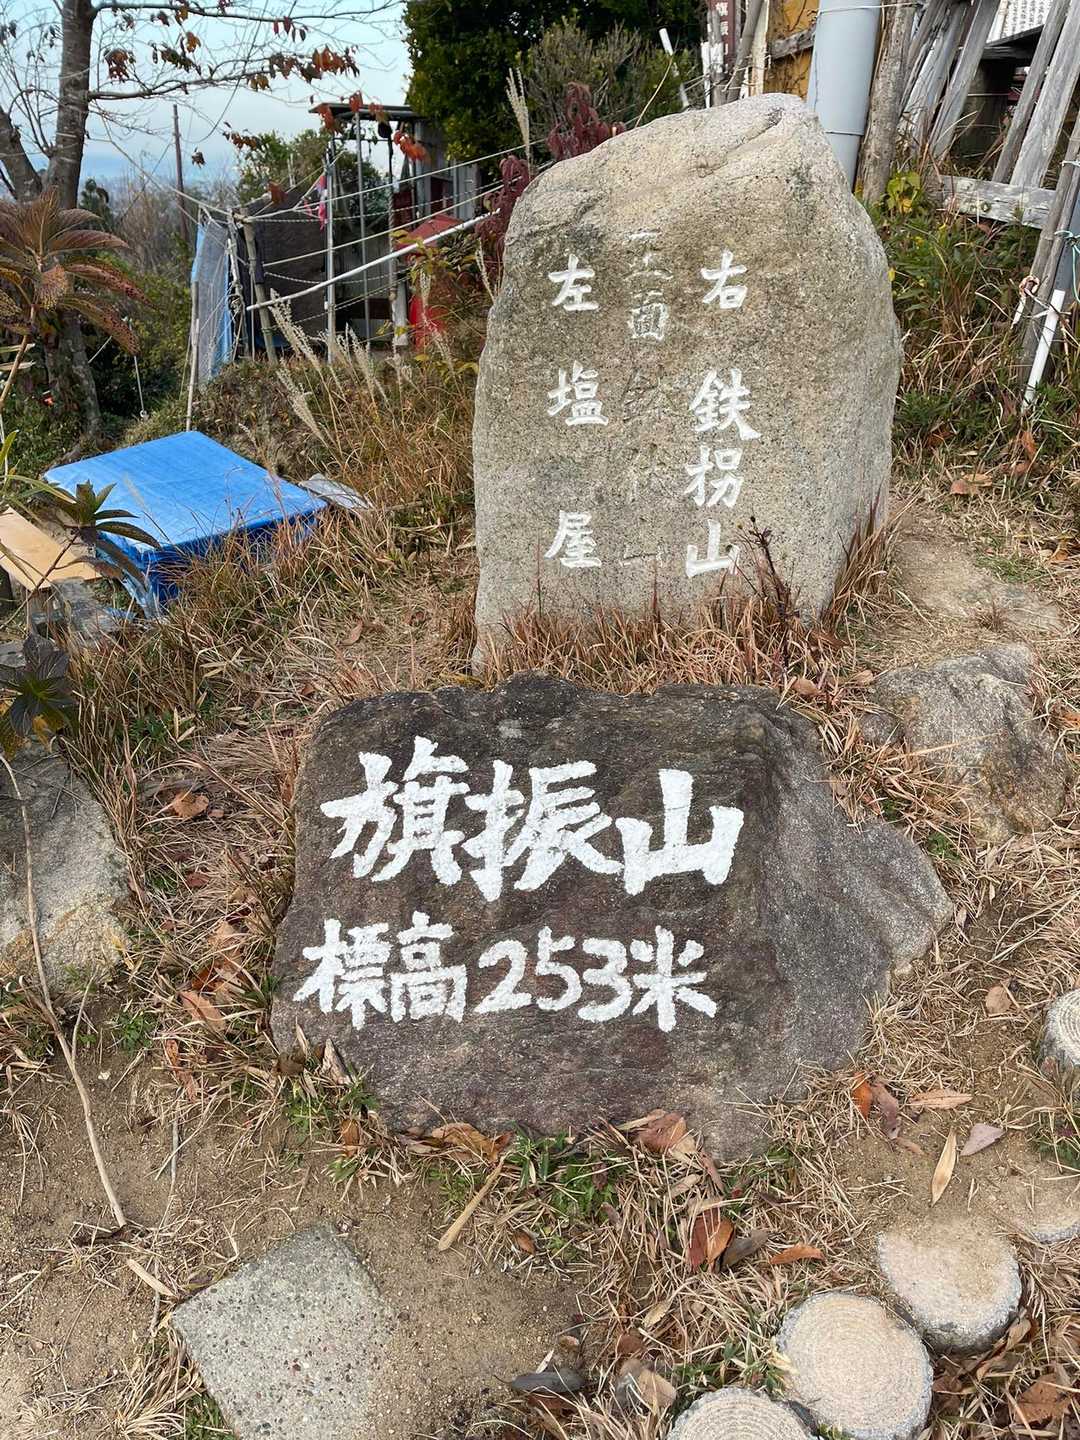 右 鉄拐山
左 塩屋
旗振山
標高253米